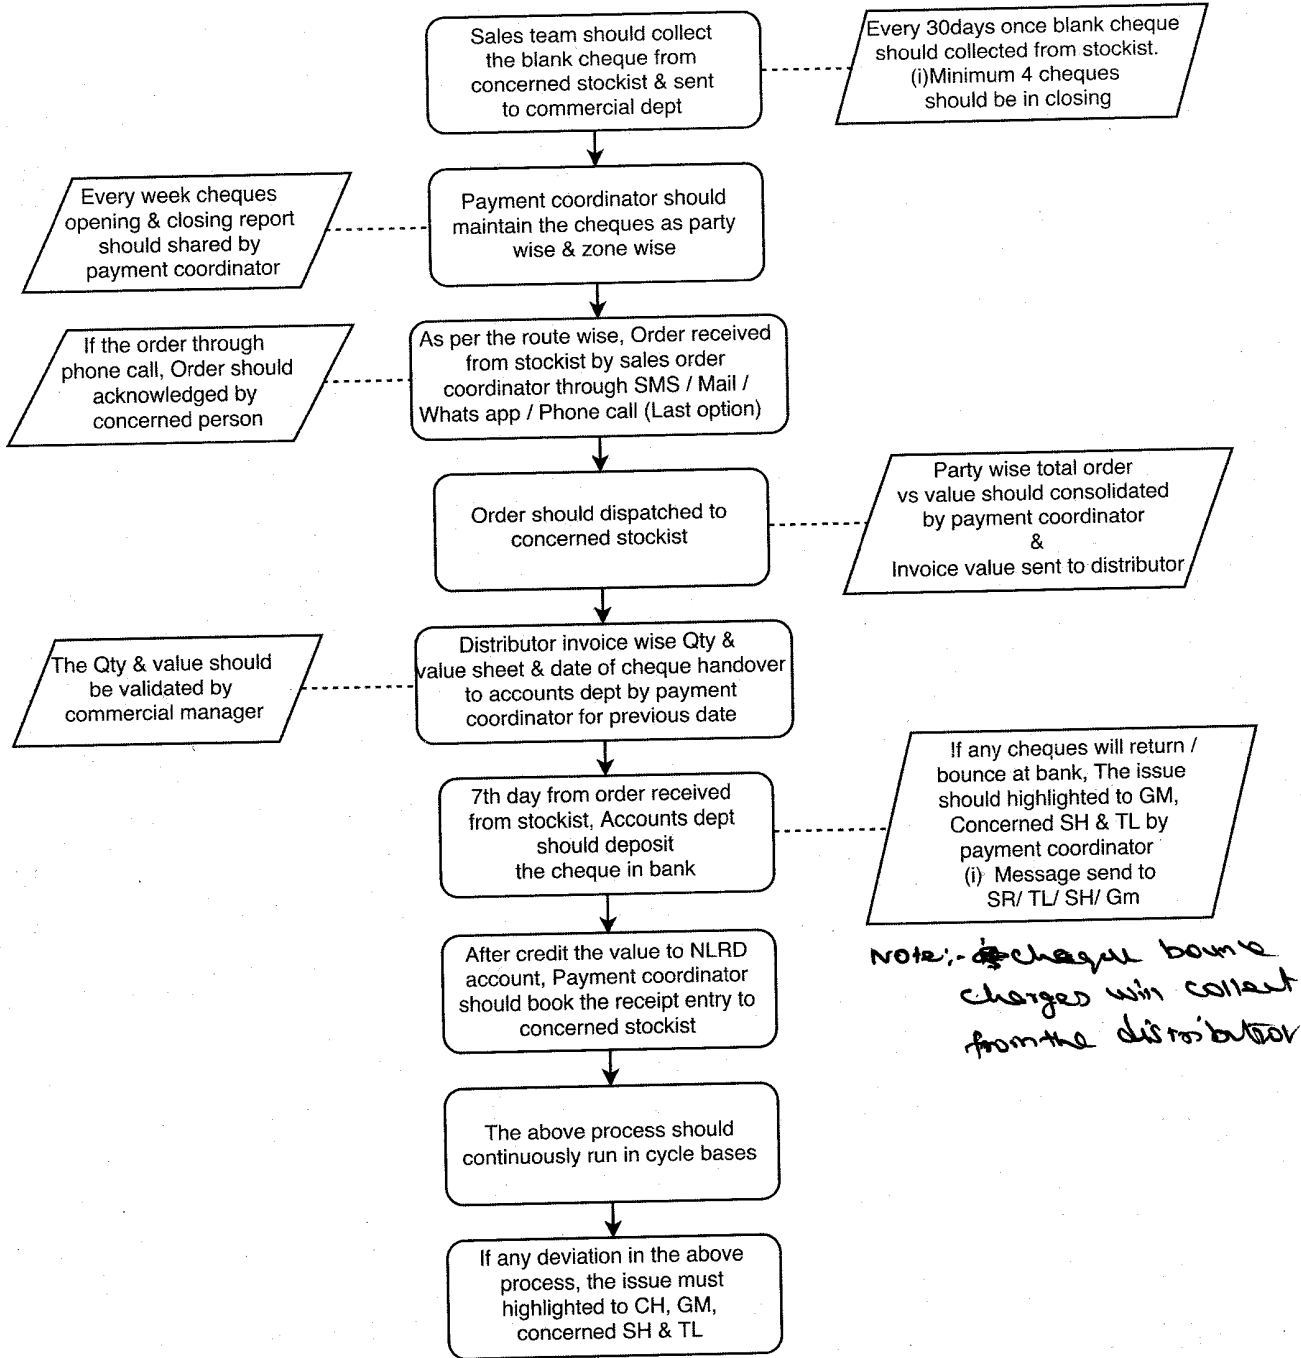 Sales team should collect
the blank cheque from
concerned stockist & sent
to commercial dept
Every 30days once blank cheque
should collected from stockist.
(i)Minimum 4 cheques
should be in closing
Every week cheques
opening & closing report
should shared by
payment coordinator
Payment coordinator should
maintain the cheques as party
wise & zone wise
If the order through
phone call, Order should
acknowledged by
concerned person
As per the route wise, Order received
from stockist by sales order
coordinator through SMS / Mail /
Whats app / Phone call (Last option)
Order should dispatched to
concerned stockist
Party wise total order
vs value should consolidated
by payment coordinator
&
Invoice value sent to distributor
The Qty & value should
be validated by
commercial manager
Distributor invoice wise Qty &
value sheet & date of cheque handover
to accounts dept by payment
coordinator for previous date
7th day from order received
from stockist, Accounts dept
should deposit
the cheque in bank
If any cheques will return /
bounce at bank, The issue
should highlighted to GM,
Concerned SH & TL by
payment coordinator
(i) Message send to
SR/ TL/ SH/ Gm
Note:- cheque bounce
charges will collect
from the distributor
After credit the value to NLRD
account, Payment coordinator
should book the receipt entry to
concerned stockist
The above process should
continuously run in cycle bases
If any deviation in the above
process, the issue must
highlighted to CH, GM,
concerned SH & TL